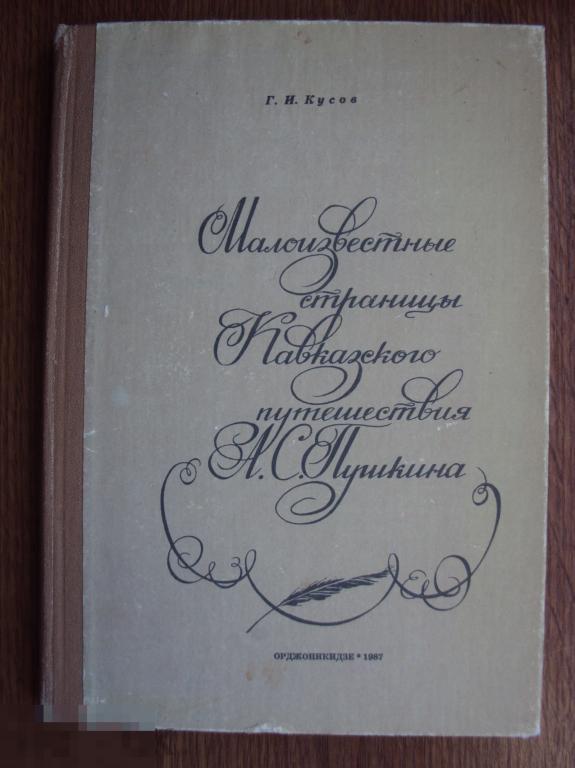 Г. И. Кусов
Малоизвестные
страницы
Кавказского
путешествия
А. С. Пушкина
ОРДЖОНИКИДЗЕ * 1987